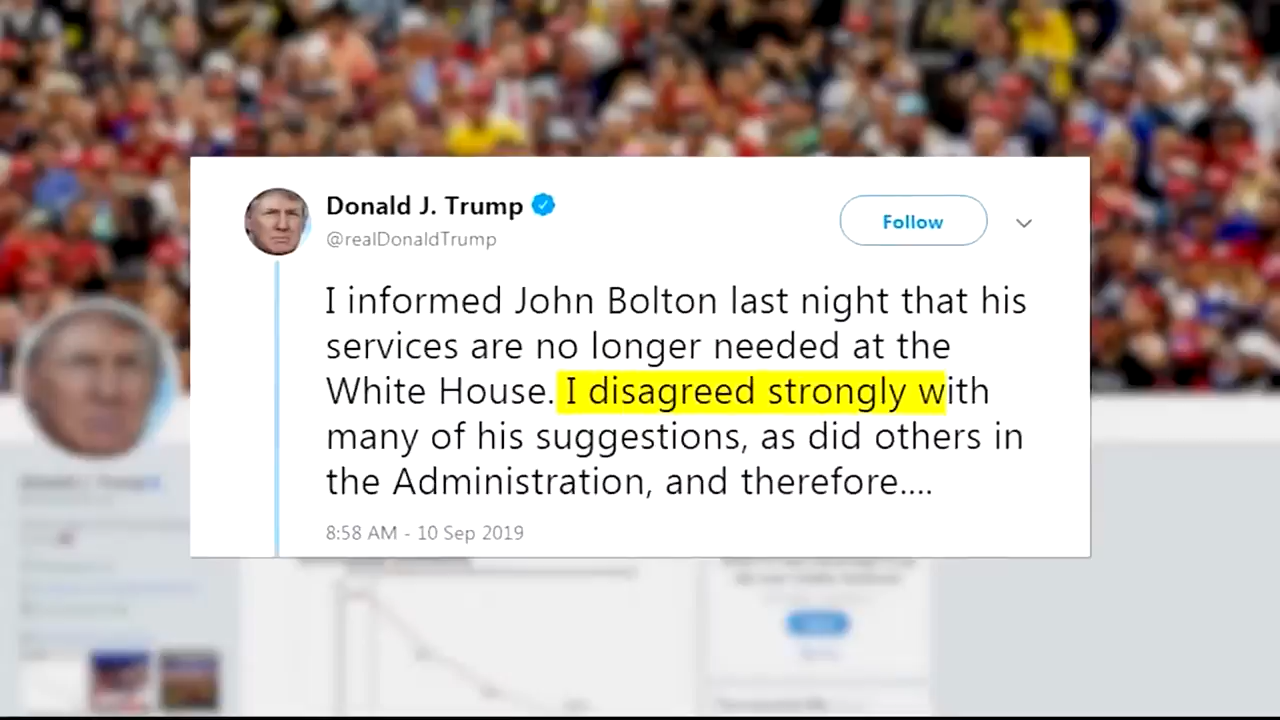 Donald J. Trump
@realDonaldTrump
Follow
I informed John Bolton last night that his
services are no longer needed at the
White House. I disagreed strongly with
many of his suggestions, as did others in
the Administration, and therefore....
8:58 AM - 10 Sep 2019